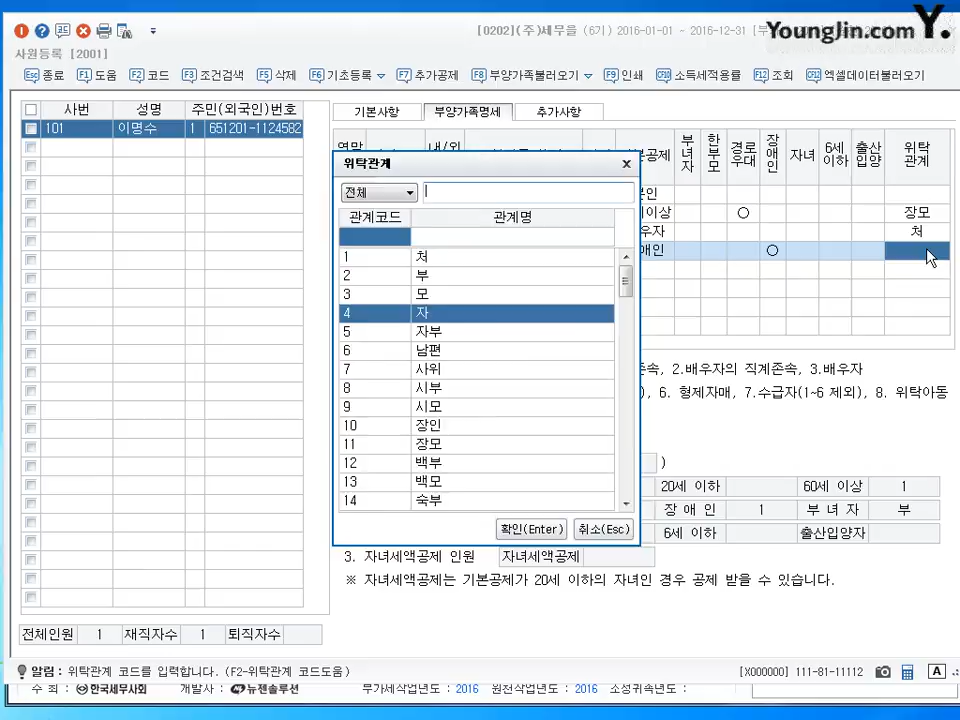 [0202] (주)세무을 (6기) 2016-01-01 ~ 2016-12-31 [부
Younglin.com Y.
사원등록 [2001]
Esc 종료 F1 도움 F2 코드 F3 조건검색 F5 삭제 F6 기초등록 F7 추가공제 F8 부양가족불러오기 F9 인쇄 소득세적용률 F12 조회 엑셀데이터불러오기
사번 성명 주민(외국인)번호
101 이명수 1 651201-1124582
기본사항 부양가족명세 추가사항
연말 내/외 본공제 부녀자 한부모 경로우대 장애인 자녀 6세이하 출산입양 위탁관계
본인
이상 ○ 장모
우자 처
애인 ○
위탁관계 x
전체
관계코드 관계명
1 처
2 부
3 모
4 자
5 자부
6 남편
7 사위
8 시부
9 시모
10 장인
11 장모
12 백부
13 백모
14 숙부
확인(Enter) 취소(Esc)
존속, 2.배우자의 직계존속, 3.배우자
), 6. 형제자매, 7.수급자(1~6 제외), 8. 위탁아동
)
20세 이하 60세 이상 1
장 애 인 1 부 녀 자 부
6세 이하 출산입양자
3. 자녀세액공제 인원 자녀세액공제
※ 자녀세액공제는 기본공제가 20세 이하의 자녀인 경우 공제 받을 수 있습니다.
전체인원 1 재직자수 1 퇴직자수
알림 : 위탁관계 코드를 입력합니다. (F2-위탁관계 코드도움)
[X000000] 111-81-11112 A
주 최 : 한국세무사회 개발사 : 뉴젠솔루션 부가세작업년도 : 2016 원천작업년도 : 2016 소성귀속년도 :